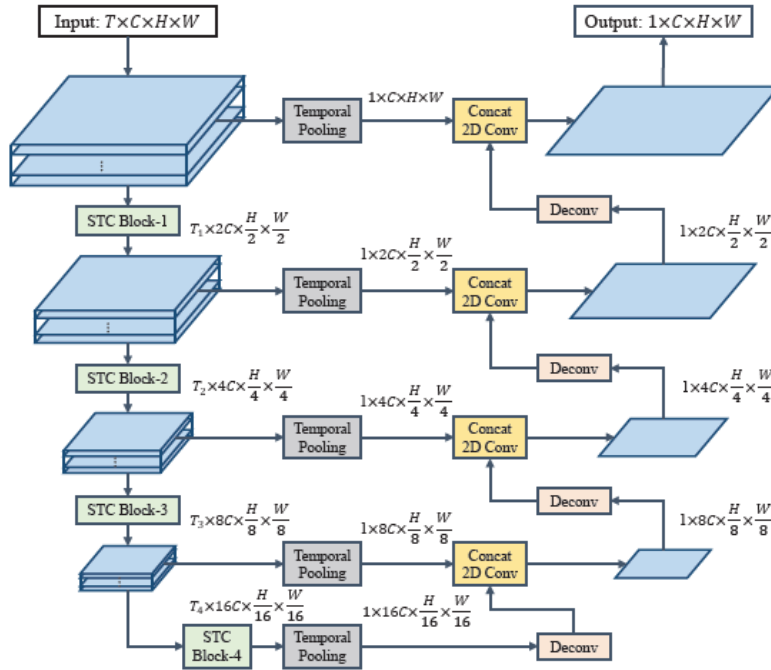 Input: T×C×H×W
Output: 1×C×H×W
Temporal
Pooling
1×C×H×W
Concat
2D Conv
⋮
STC Block-1
T₁×2C×H/2×W/2
Deconv
1×2C×H/2×W/2
Temporal
Pooling
1×2C×H/2×W/2
Concat
2D Conv
⋮
STC Block-2
T₂×4C×H/4×W/4
Deconv
1×4C×H/4×W/4
Temporal
Pooling
1×4C×H/4×W/4
Concat
2D Conv
⋮
STC Block-3
T₃×8C×H/8×W/8
Deconv
1×8C×H/8×W/8
Temporal
Pooling
1×8C×H/8×W/8
Concat
2D Conv
⋯
T₄×16C×H/16×W/16
1×16C×H/16×W/16
STC
Block-4
Temporal
Pooling
Deconv